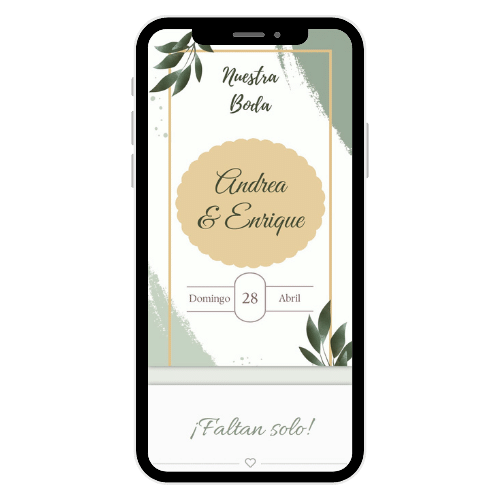 Nuestra
Boda
Andrea
& Enrique
Domingo 28 Abril
¡Faltan solo!